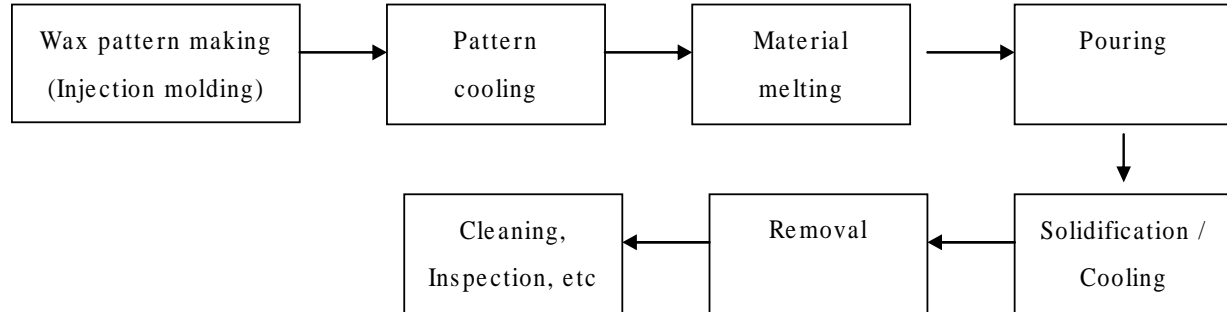 Wax pattern making
(Injection molding)
Pattern
cooling
Material
melting
Pouring
Solidification /
Cooling
Removal
Cleaning,
Inspection, etc